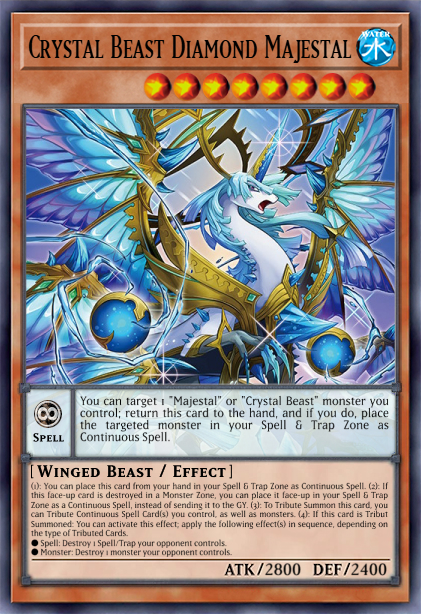 Crystal Beast Diamond Majestal
WATER
水
You can target 1 "Majestal" or "Crystal Beast" monster you
control; return this card to the hand, and if you do, place
the targeted monster in your Spell & Trap Zone as
Continuous Spell.
Spell
[Winged Beast / Effect]
(1): You can place this card from your hand in your Spell & Trap Zone as Continuous Spell. (2): If
this face-up card is destroyed in a Monster Zone, you can place it face-up in your Spell & Trap
Zone as a Continuous Spell, instead of sending it to the GY. (3): To Tribute Summon this card, you
can Tribute Continuous Spell Card(s) you control, as well as monsters. (4): If this card is Tribut
Summoned: You can activate this effect; apply the following effect(s) in sequence, depending on
the type of Tributed Cards.
● Spell: Destroy 1 Spell/Trap your opponent controls.
● Monster: Destroy 1 monster your opponent controls.
ATK/2800 DEF/2400